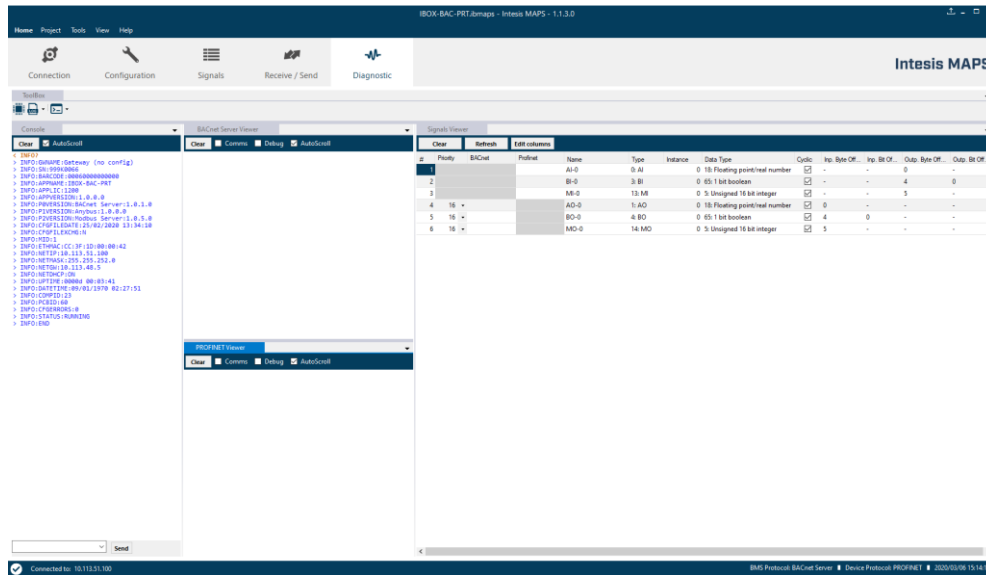 IBOX-BAC-PRT.ibmaps - Intesis MAPS - 1.1.3.0
Home Project Tools View Help
Connection Configuration Signals Receive / Send Diagnostic
Intesis MAPS
ToolBox
Console
Clear AutoScroll
< INFO?
> INFO:GWNAME:Gateway (no config)
> INFO:SN:999K0066
> INFO:BARCODE:00060000000000
> INFO:APPNAME:IBOX-BAC-PRT
> INFO:APPLIC:1200
> INFO:APPVERSION:1.0.0.0
> INFO:P0VERSION:BACnet Server:1.0.1.0
> INFO:P1VERSION:Anybus:1.0.0.0
> INFO:P2VERSION:Modbus Server:1.0.5.0
> INFO:CFGFILEDATE:25/02/2020 13:34:10
> INFO:CFGFILEXCHG:N
> INFO:MID:1
> INFO:ETHMAC:CC:3F:1D:00:00:42
> INFO:NETIP:10.113.51.100
> INFO:NETMASK:255.255.252.0
> INFO:NETGW:10.113.48.5
> INFO:NETDHCP:ON
> INFO:UPTIME:0000d 00:03:41
> INFO:DATETIME:09/01/1970 02:27:51
> INFO:COMPID:23
> INFO:PCBID:60
> INFO:CFGERRORS:0
> INFO:STATUS:RUNNING
> INFO:END
Send
BACnet Server Viewer
Clear Comms Debug AutoScroll
PROFINET Viewer
Clear Comms Debug AutoScroll
Signals Viewer
Clear Refresh Edit columns
# Priority BACnet Profinet Name Type Instance Data Type Cyclic Inp. Byte Off... Inp. Bit Of... Outp. Byte Off... Outp. Bit Off
1 AI-0 0: AI 0 18: Floating point/real number - - 0 -
2 BI-0 3: BI 0 65: 1 bit boolean - - 4 0
3 MI-0 13: MI 0 5: Unsigned 16 bit integer - - 5 -
4 16 AO-0 1: AO 0 18: Floating point/real number 0 - - -
5 16 BO-0 4: BO 0 65: 1 bit boolean 4 0 - -
6 16 MO-0 14: MO 0 5: Unsigned 16 bit integer 5 - - -
Connected to: 10.113.51.100
BMS Protocol: BACnet Server Device Protocol: PROFINET 2020/03/06 15:14: